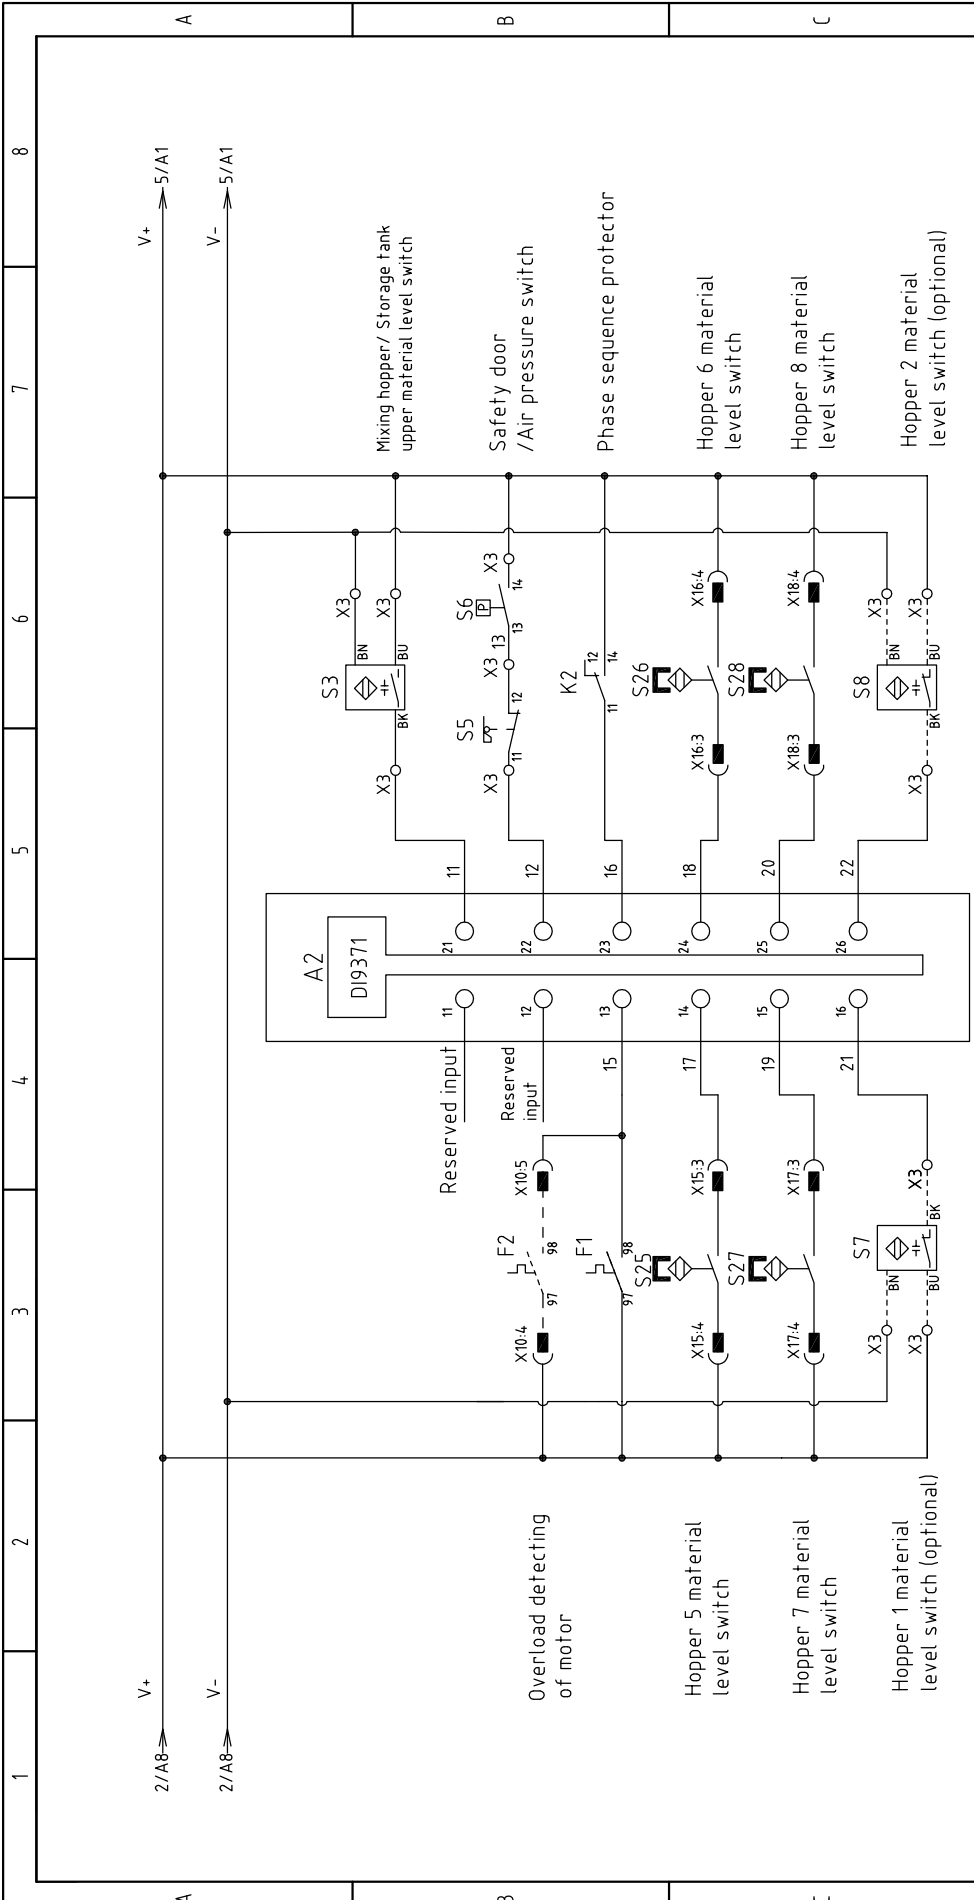 1
2
3
4
5
6
7
8
A
B
C
A
2/A8
V+
V+
5/A1
2/A8
V-
V-
5/A1
A2
DI9371
Mixing hopper/ Storage tank
upper material level switch
S3
X3
BK
BN
BU
X3
X3
Reserved input
11
21
11
Safety door
/Air pressure switch
X3
S5
11
12
X3
13
S6
P
13
14
X3
Reserved
input
12
22
12
Phase sequence protector
K2
11
12
14
Overload detecting
of motor
X10:4
F2
97
98
X10:5
F1
97
98
15
13
23
16
Hopper 5 material
level switch
X15:4
S25
X15:3
17
14
24
18
X16:3
S26
X16:4
Hopper 6 material
level switch
Hopper 7 material
level switch
X17:4
S27
X17:3
19
15
25
20
X18:3
S28
X18:4
Hopper 8 material
level switch
Hopper 1 material
level switch (optional)
X3
X3
BN
BU
S7
BK
X3
21
16
26
22
X3
BK
S8
BN
BU
X3
X3
Hopper 2 material
level switch (optional)